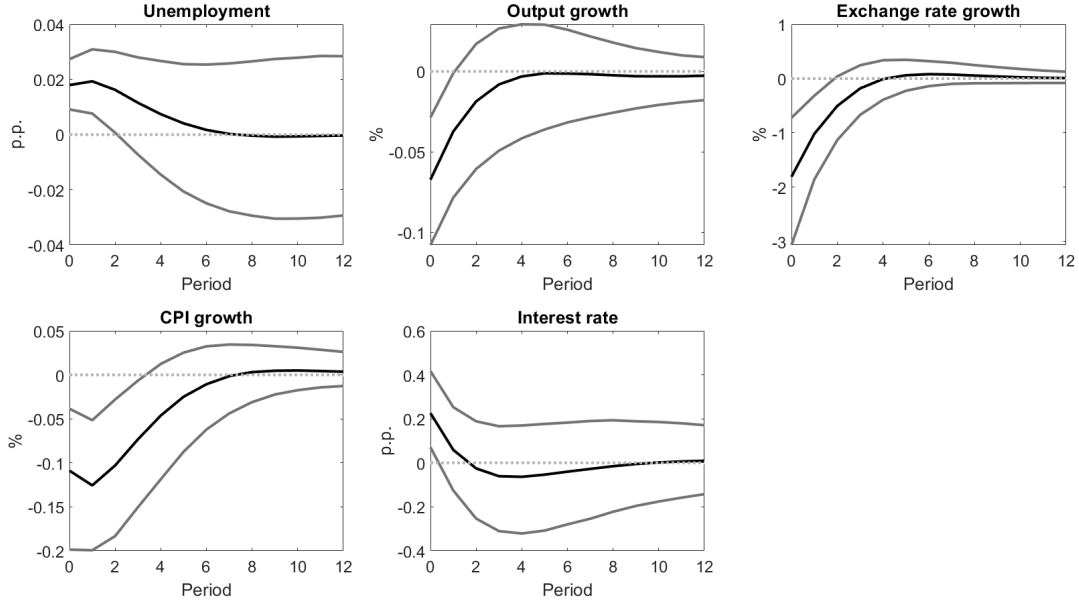 Unemployment
0.04
0.02
0
-0.02
-0.04
p.p.
0 2 4 6 8 10 12
Period
Output growth
0
-0.05
-0.1
%
0 2 4 6 8 10 12
Period
Exchange rate growth
1
0
-1
-2
-3
%
0 2 4 6 8 10 12
Period
CPI growth
0.05
0
-0.05
-0.1
-0.15
-0.2
%
0 2 4 6 8 10 12
Period
Interest rate
0.6
0.4
0.2
0
-0.2
-0.4
p.p.
0 2 4 6 8 10 12
Period